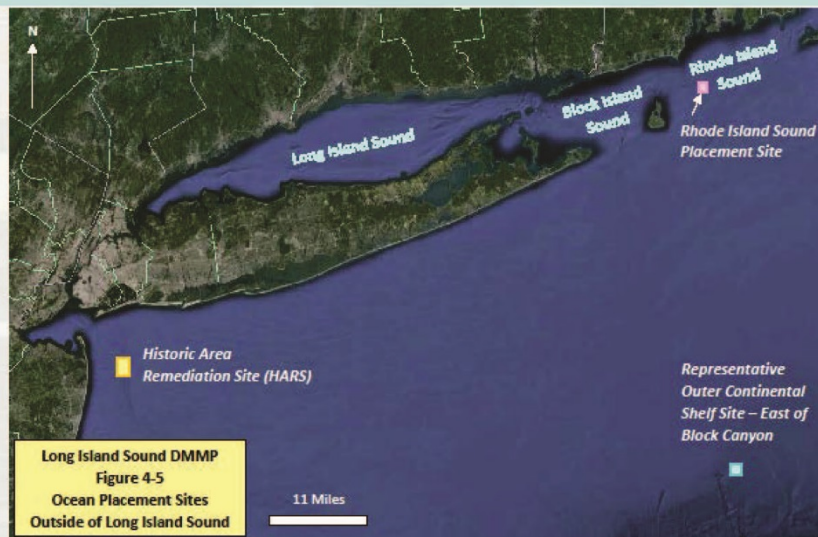 N
Long Island Sound
Block Island
Sound
Rhode Island
Sound
Rhode Island Sound
Placement Site
Historic Area
Remediation Site (HARS)
Representative
Outer Continental
Shelf Site – East of
Block Canyon
Long Island Sound DMMP
Figure 4-5
Ocean Placement Sites
Outside of Long Island Sound
11 Miles